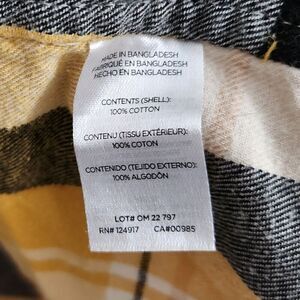 MADE IN BANGLADESH
FABRIQUÉ EN BANGLADESH
HECHO EN BANGLADESH
CONTENTS (SHELL):
100% COTTON
CONTENU (TISSU EXTÉRIEUR):
100% COTON
CONTENIDO (TEJIDO EXTERNO):
100% ALGODÓN
LOT# OM 22 797
RN# 124917 CA#00985